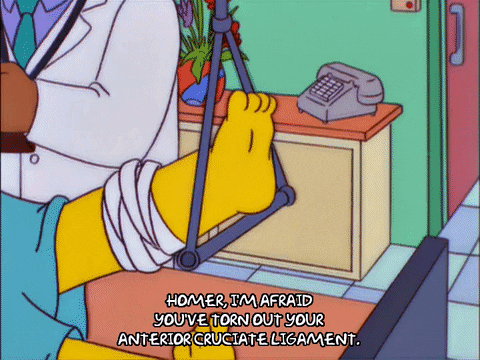 HOMER, I'M AFRAID
YOU'VE TORN OUT YOUR
ANTERIOR CRUCIATE LIGAMENT.